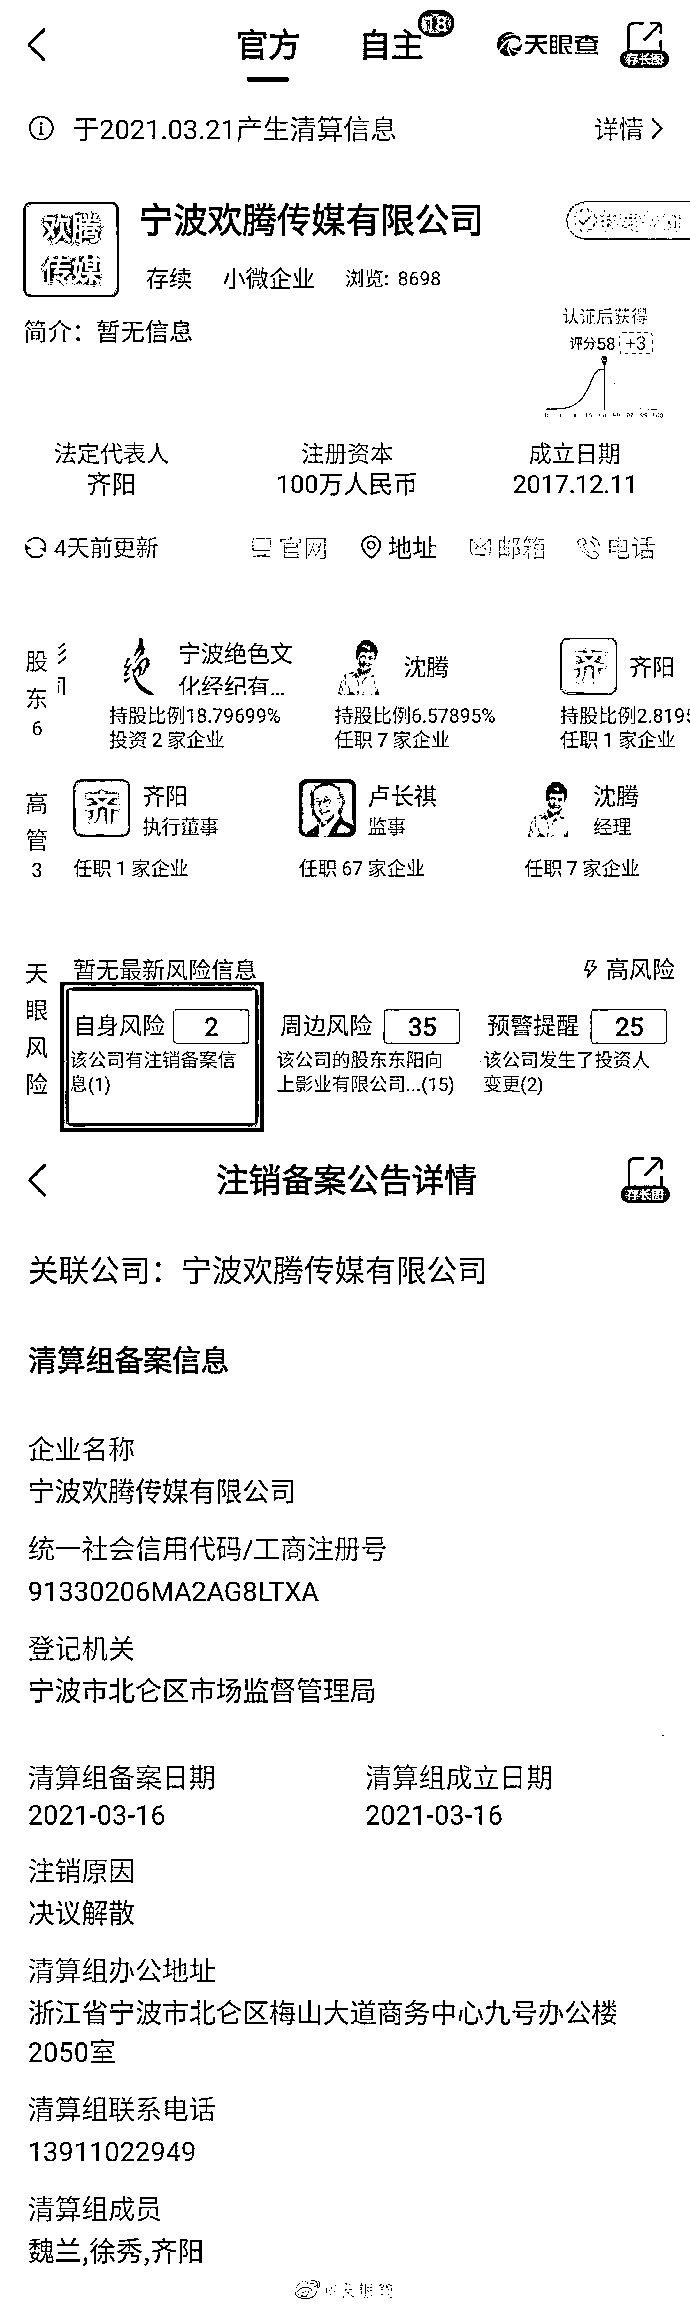 官方 自主 18 天眼查 存长图
于2021.03.21产生清算信息 详情
欢腾
传媒
宁波欢腾传媒有限公司
存续 小微企业 浏览: 8698
简介：暂无信息
认证后获得
评分58 +3
法定代表人 注册资本 成立日期
齐阳 100万人民币 2017.12.11
4天前更新 官网 地址 邮箱 电话
股东6
绝 宁波绝色文化经纪有...
持股比例18.79699%
投资2家企业
沈腾
持股比例6.57895%
任职7家企业
齐 齐阳
持股比例2.8195
任职1家企业
高管3
齐 齐阳
执行董事
任职1家企业
卢长祺
监事
任职67家企业
沈腾
经理
任职7家企业
天眼风险
暂无最新风险信息 高风险
自身风险 2
该公司有注销备案信
息(1)
周边风险 35
该公司的股东东阳向
上影业有限公司...(15)
预警提醒 25
该公司发生了投资人
变更(2)
注销备案公告详情 存长图
关联公司：宁波欢腾传媒有限公司
清算组备案信息
企业名称
宁波欢腾传媒有限公司
统一社会信用代码/工商注册号
91330206MA2AG8LTXA
登记机关
宁波市北仑区市场监督管理局
清算组备案日期 清算组成立日期
2021-03-16 2021-03-16
注销原因
决议解散
清算组办公地址
浙江省宁波市北仑区梅山大道商务中心九号办公楼
2050室
清算组联系电话
13911022949
清算组成员
魏兰,徐秀,齐阳